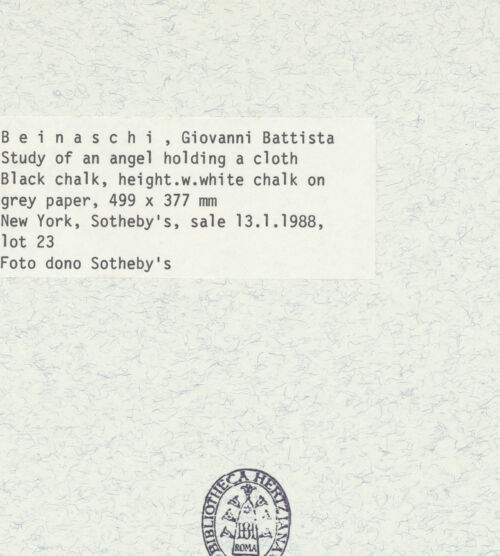 B e i n a s c h i , Giovanni Battista
Study of an angel holding a cloth
Black chalk, height.w.white chalk on
grey paper, 499 x 377 mm
New York, Sotheby's, sale 13.1.1988,
lot 23
Foto dono Sotheby's
BIBLIOTHECA HERTZIANA
BH
ROMA